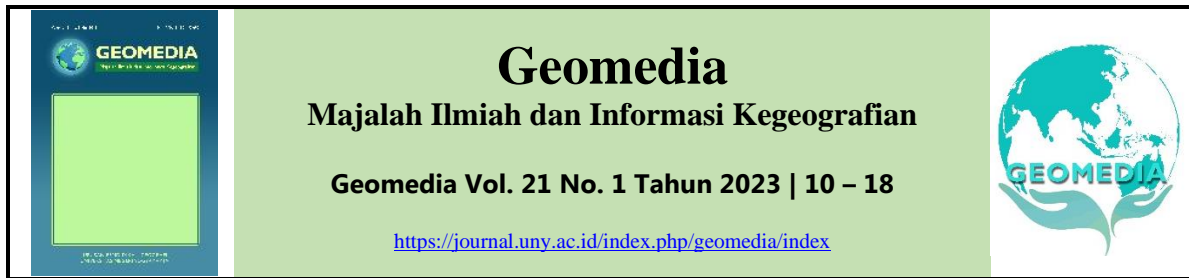 GEOMEDIA
Geomedia
Majalah Ilmiah dan Informasi Kegeografian
Geomedia Vol. 21 No. 1 Tahun 2023 | 10 – 18
https://journal.uny.ac.id/index.php/geomedia/index
GEOMEDIA